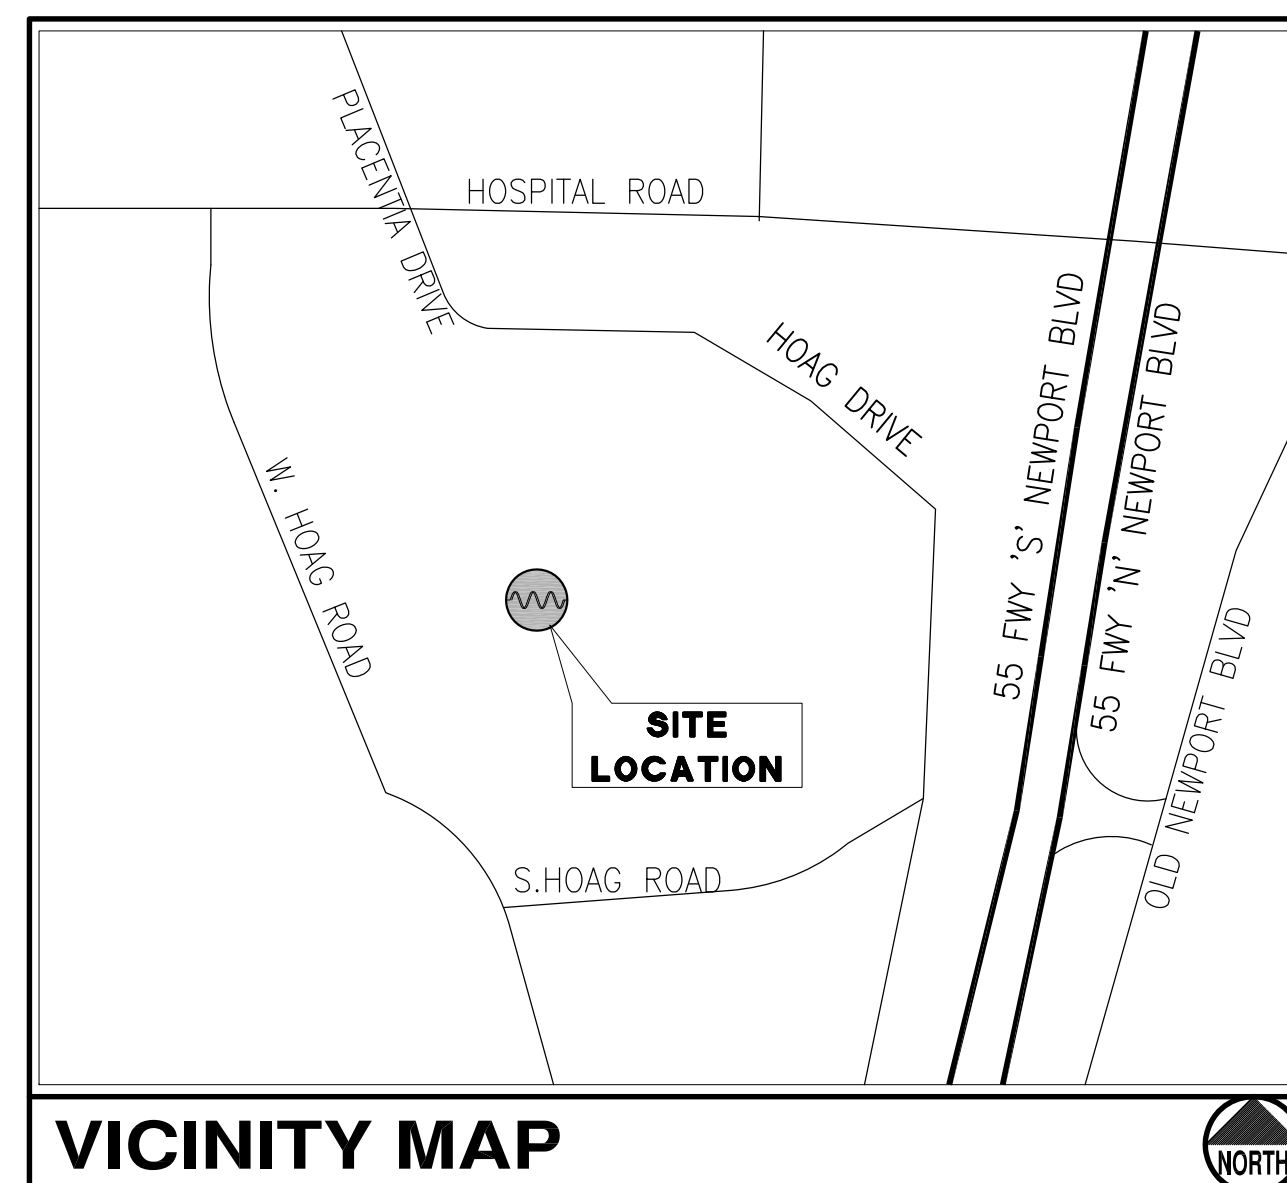 PLACENTIA DRIVE
HOSPITAL ROAD
HOAG DRIVE
55 FWY 'S' NEWPORT BLVD
55 FWY 'N' NEWPORT BLVD
W. HOAG ROAD
OLD NEWPORT BLVD
SITE
LOCATION
S.HOAG ROAD
VICINITY MAP
NORTH